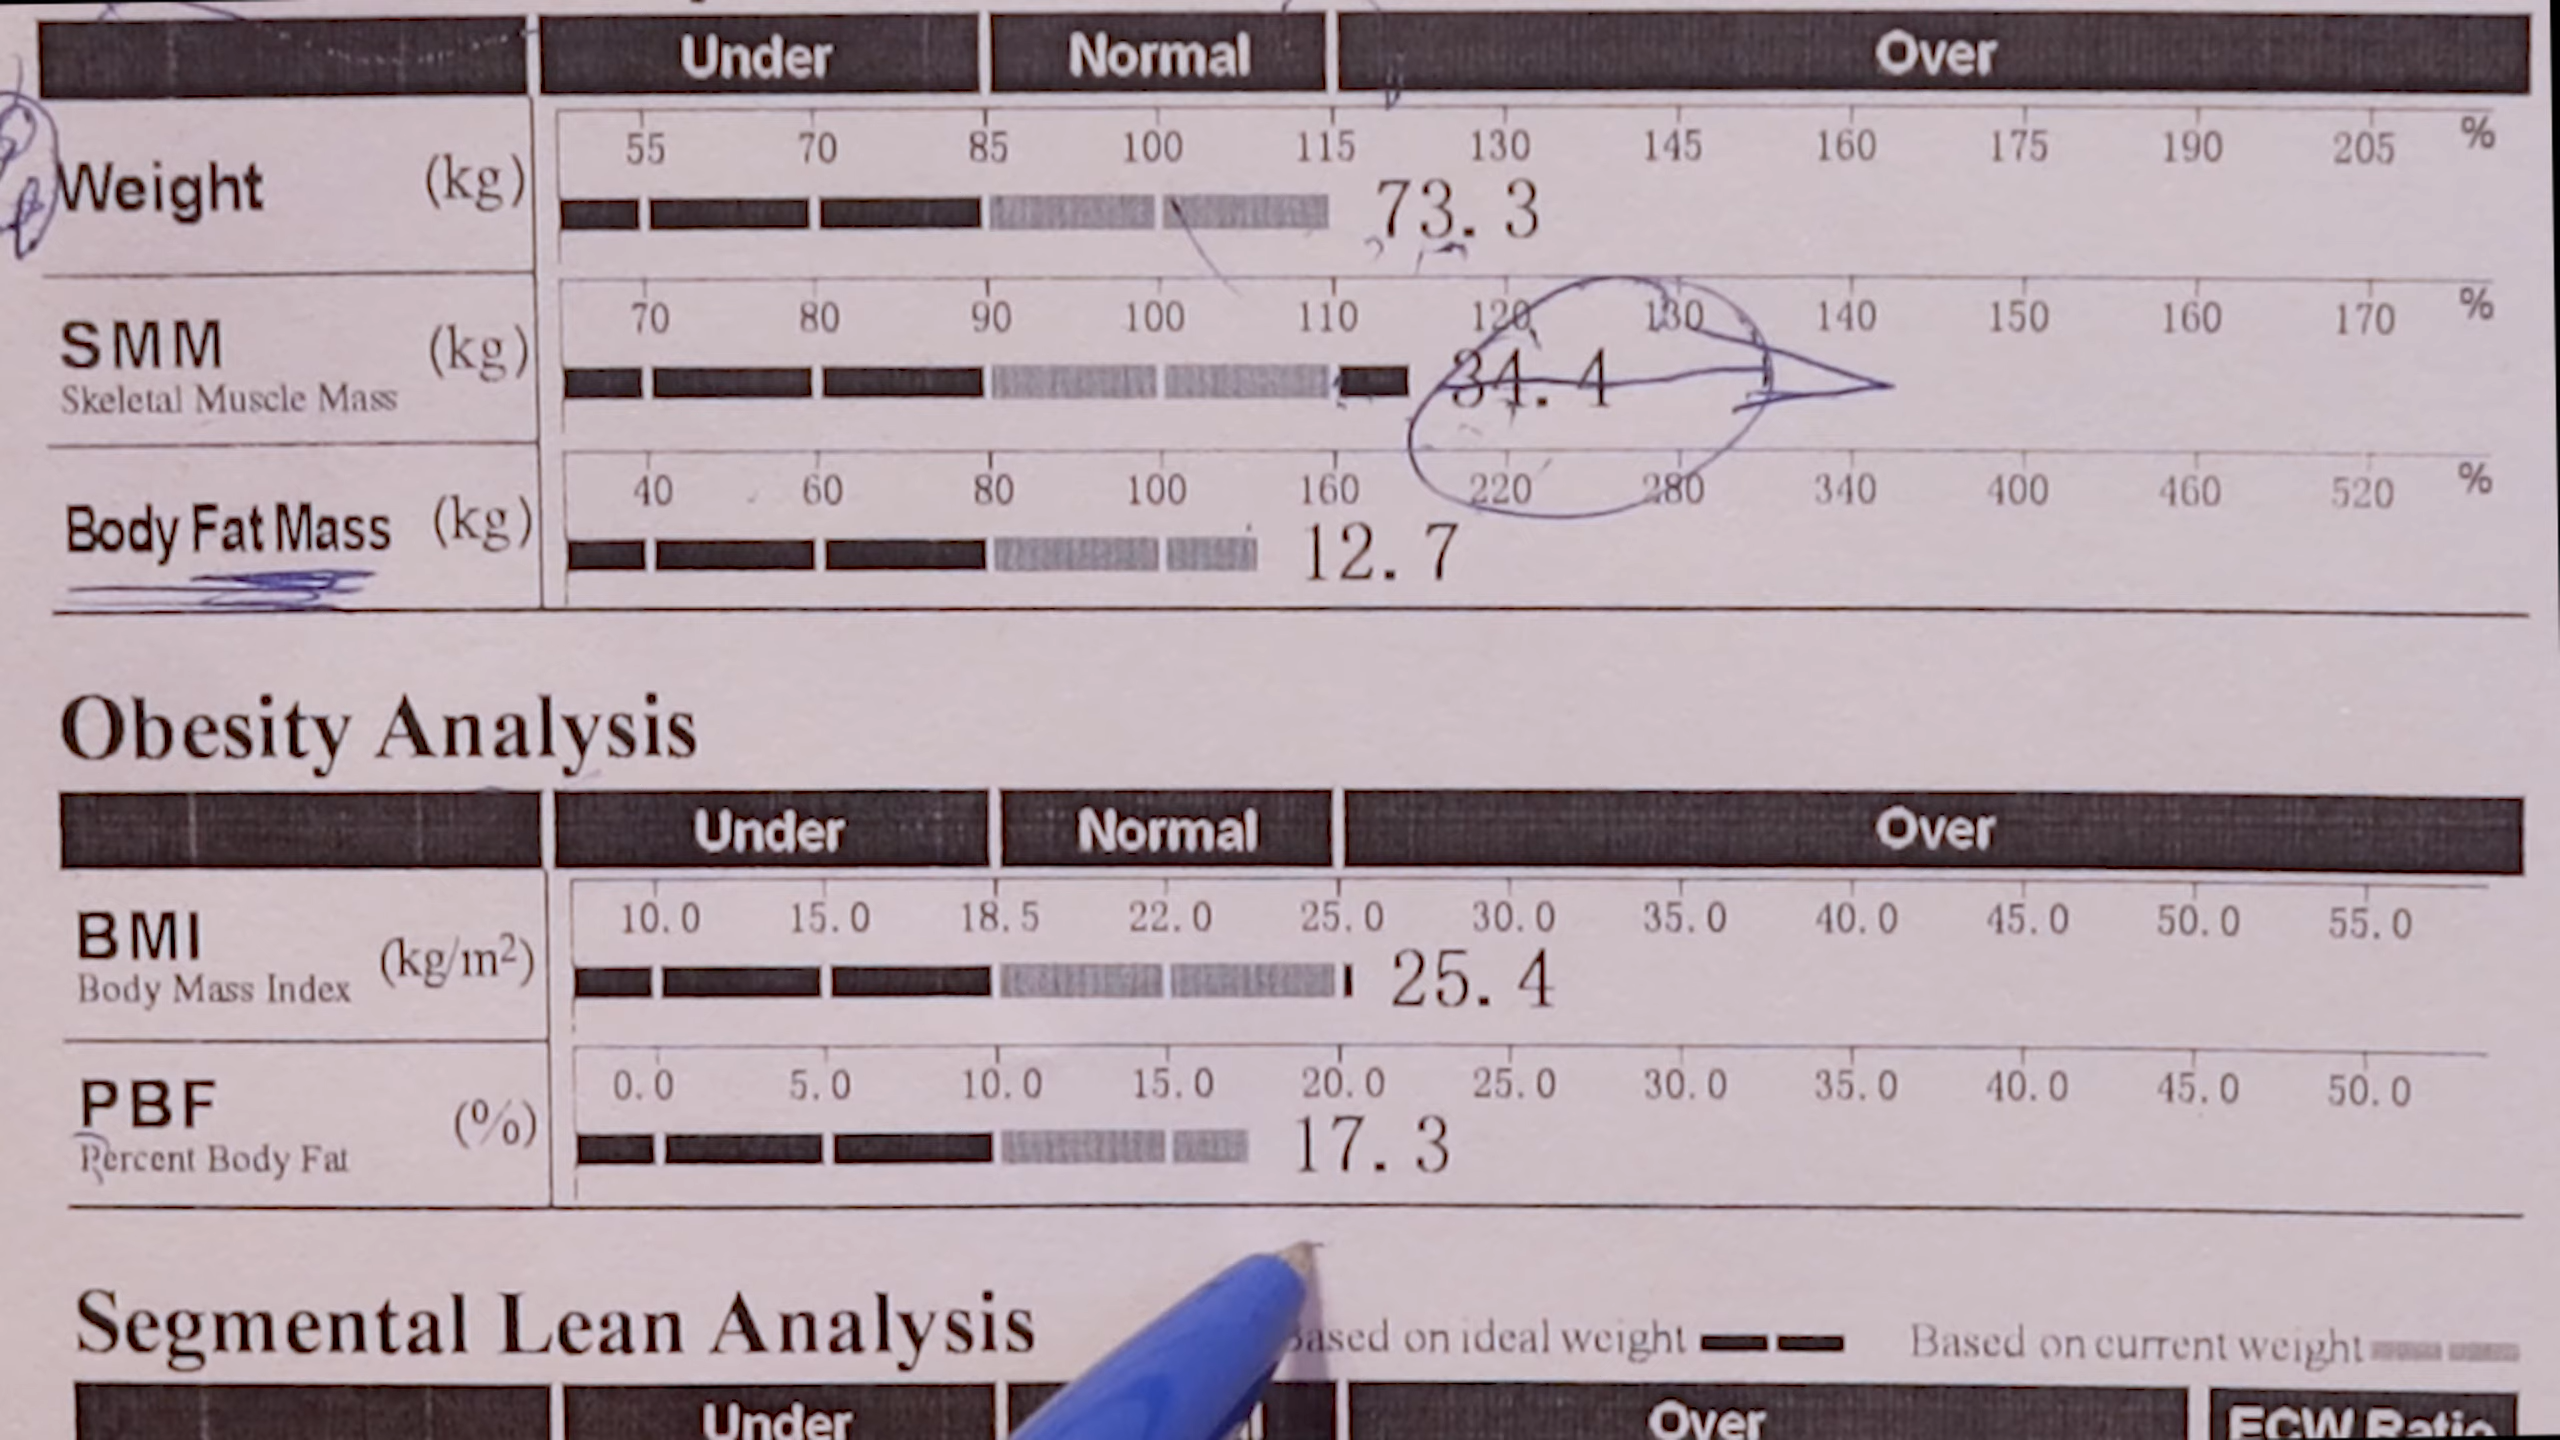 Under Normal Over
Weight (kg) 55 70 85 100 115 130 145 160 175 190 205 %
73.3
SMM (kg) 70 80 90 100 110 120 130 140 150 160 170 %
Skeletal Muscle Mass 34.4
Body Fat Mass (kg) 40 60 80 100 160 220 280 340 400 460 520 %
12.7
Obesity Analysis
Under Normal Over
BMI (kg/m²) 10.0 15.0 18.5 22.0 25.0 30.0 35.0 40.0 45.0 50.0 55.0
Body Mass Index 25.4
PBF (%) 0.0 5.0 10.0 15.0 20.0 25.0 30.0 35.0 40.0 45.0 50.0
Percent Body Fat 17.3
Segmental Lean Analysis Based on ideal weight Based on current weight
Under Over ECW Ratio